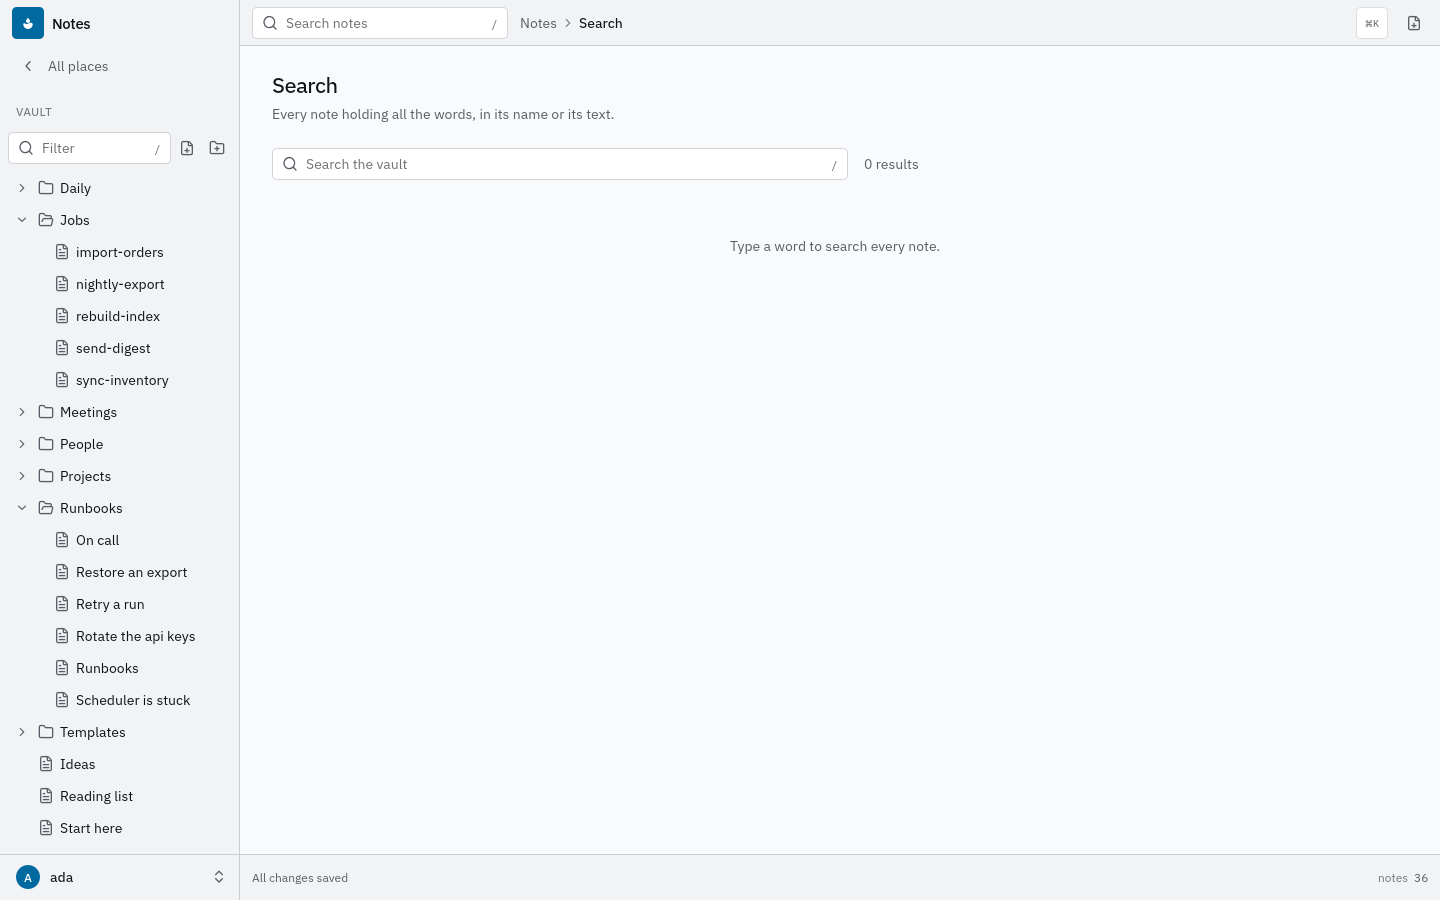 Notes
All places
VAULT
Filter /
Daily
Jobs
import-orders
nightly-export
rebuild-index
send-digest
sync-inventory
Meetings
People
Projects
Runbooks
On call
Restore an export
Retry a run
Rotate the api keys
Runbooks
Scheduler is stuck
Templates
Ideas
Reading list
Start here
A ada
Search notes /
Notes > Search
⌘K
Search
Every note holding all the words, in its name or its text.
Search the vault /
0 results
Type a word to search every note.
All changes saved
notes 36